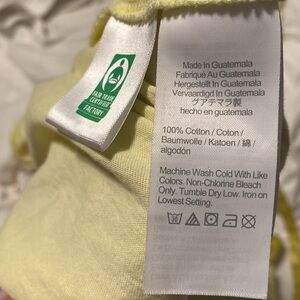 FAIR TRADE
CERTIFIED
FACTORY
Made In Guatemala
Fabriqué Au Guatemala
Hergestellt In Guatemala
Vervaardigd In Guatemala
グアテマラ製
hecho en guatemala
100% Cotton / Coton /
Baumwolle / Katoen / 綿 /
algodón
Machine Wash Cold With Like
Colors. Non-Chlorine Bleach
Only. Tumble Dry Low. Iron on
Lowest Setting.